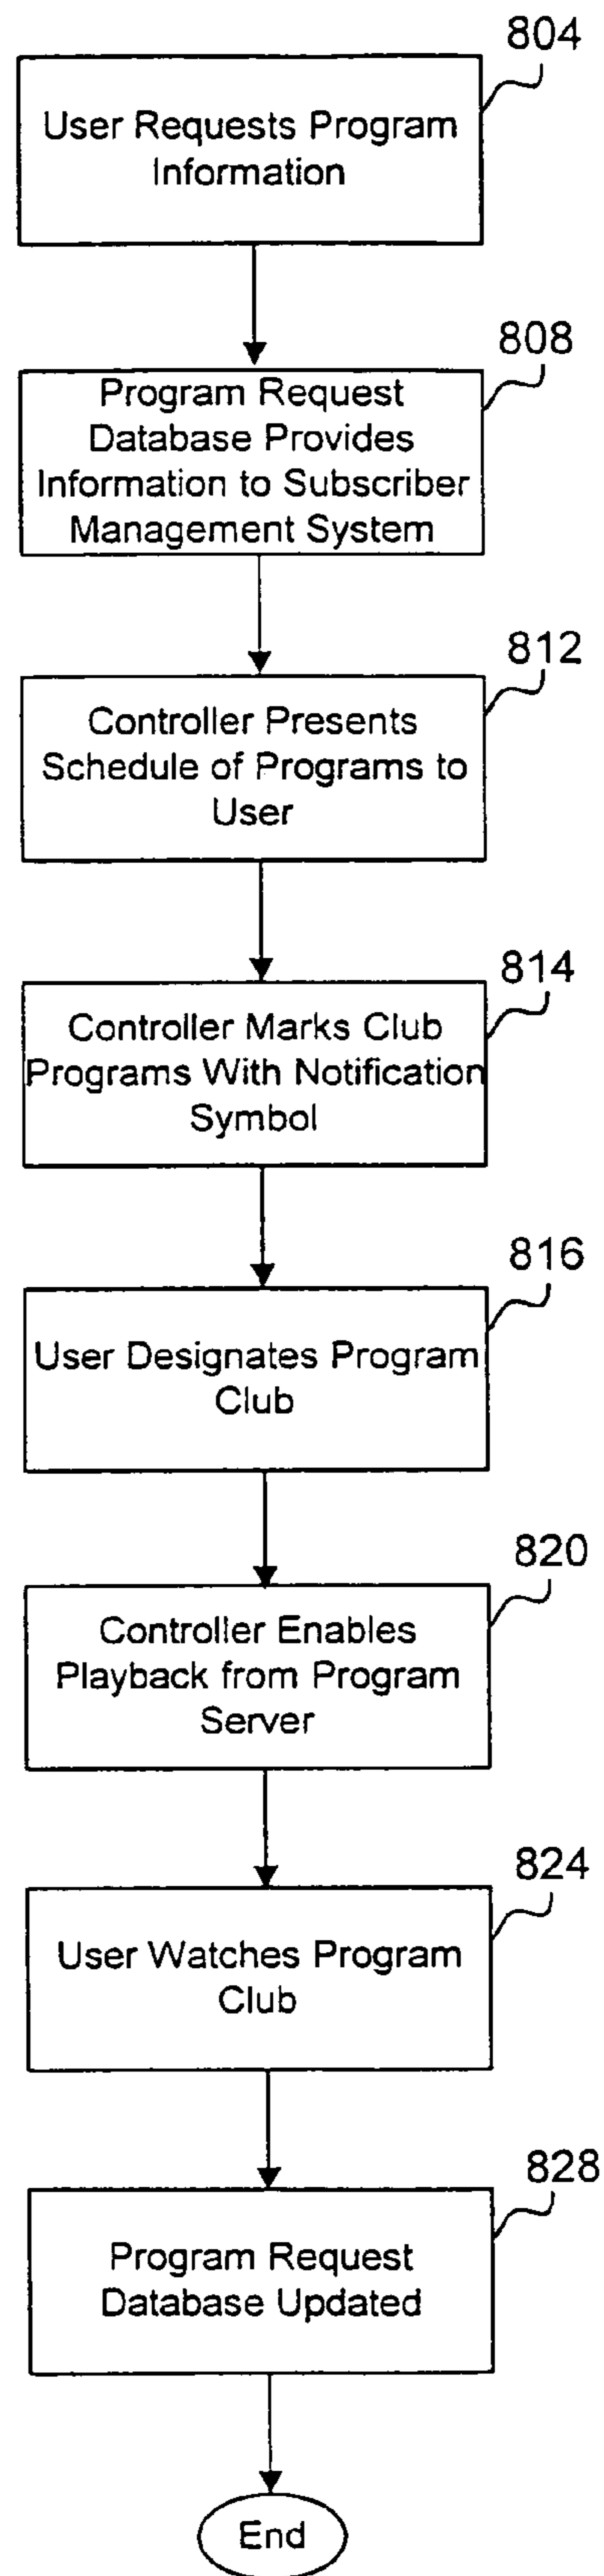 804
User Requests Program
Information
808
Program Request
Database Provides
Information to Subscriber
Management System
812
Controller Presents
Schedule of Programs to
User
814
Controller Marks Club
Programs With Notification
Symbol
816
User Designates Program
Club
820
Controller Enables
Playback from Program
Server
824
User Watches Program
Club
828
Program Request
Database Updated
End